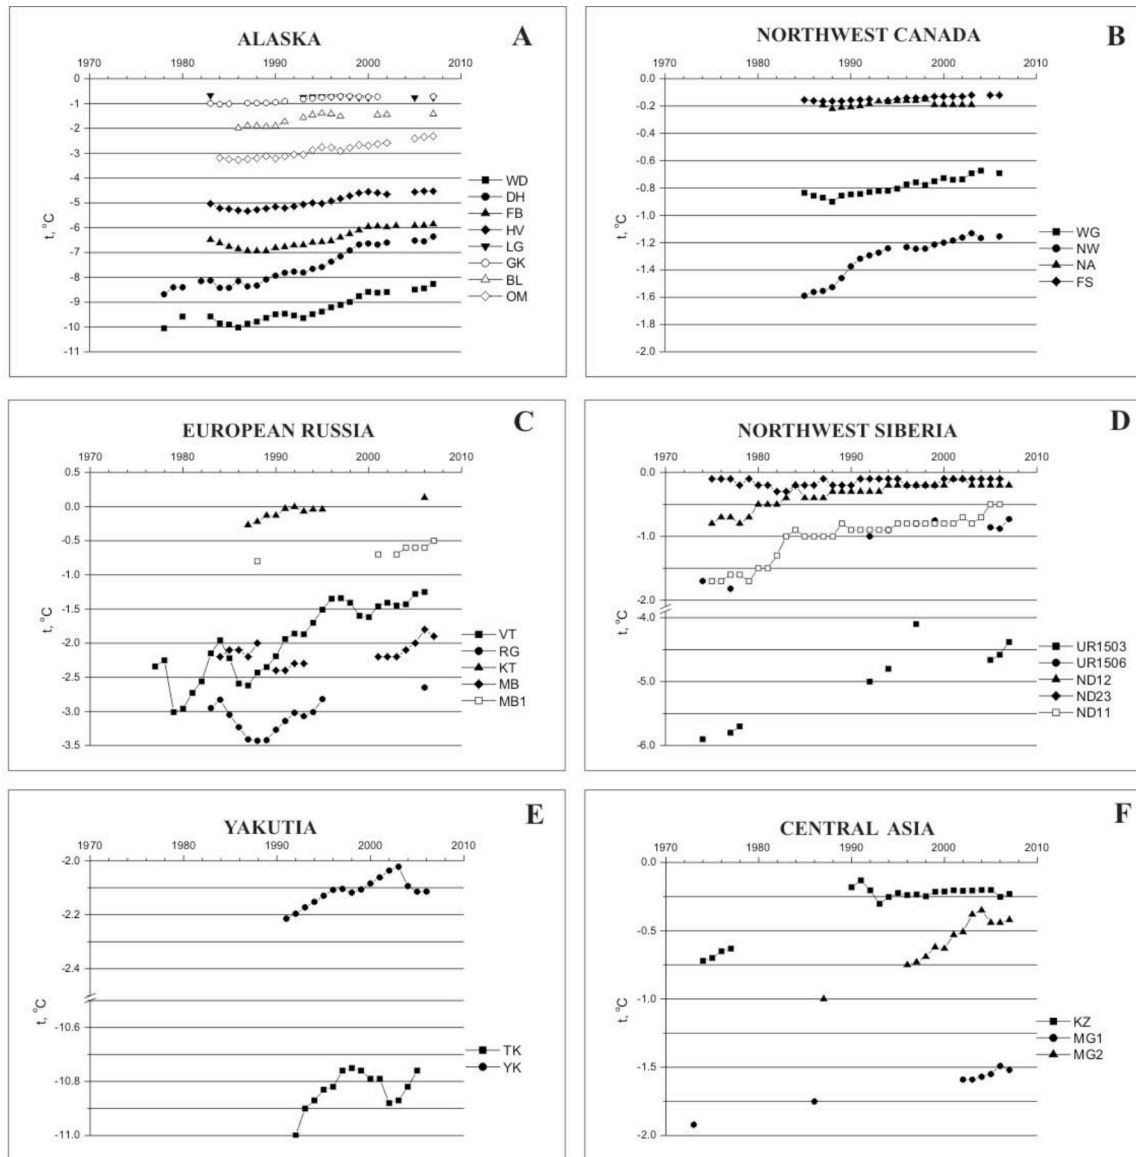 ALASKA
A
1970 1980 1990 2000 2010
0
-1
-2
-3
-4
-5
-6
-7
-8
-9
-10
-11
t, °C
WD
DH
FB
HV
LG
GK
BL
OM
NORTHWEST CANADA
B
1970 1980 1990 2000 2010
0.0
-0.2
-0.4
-0.6
-0.8
-1.0
-1.2
-1.4
-1.6
-1.8
-2.0
t, °C
WG
NW
NA
FS
EUROPEAN RUSSIA
C
1970 1980 1990 2000 2010
0.5
0.0
-0.5
-1.0
-1.5
-2.0
-2.5
-3.0
-3.5
t, °C
VT
RG
KT
MB
MB1
NORTHWEST SIBERIA
D
1970 1980 1990 2000 2010
0.0
-1.0
-2.0
-4.0
-5.0
-6.0
t, °C
UR1503
UR1506
ND12
ND23
ND11
YAKUTIA
E
1970 1980 1990 2000 2010
-2.0
-2.2
-2.4
-10.6
-10.8
-11.0
t, °C
TK
YK
CENTRAL ASIA
F
1970 1980 1990 2000 2010
0.0
-0.5
-1.0
-1.5
-2.0
t, °C
KZ
MG1
MG2